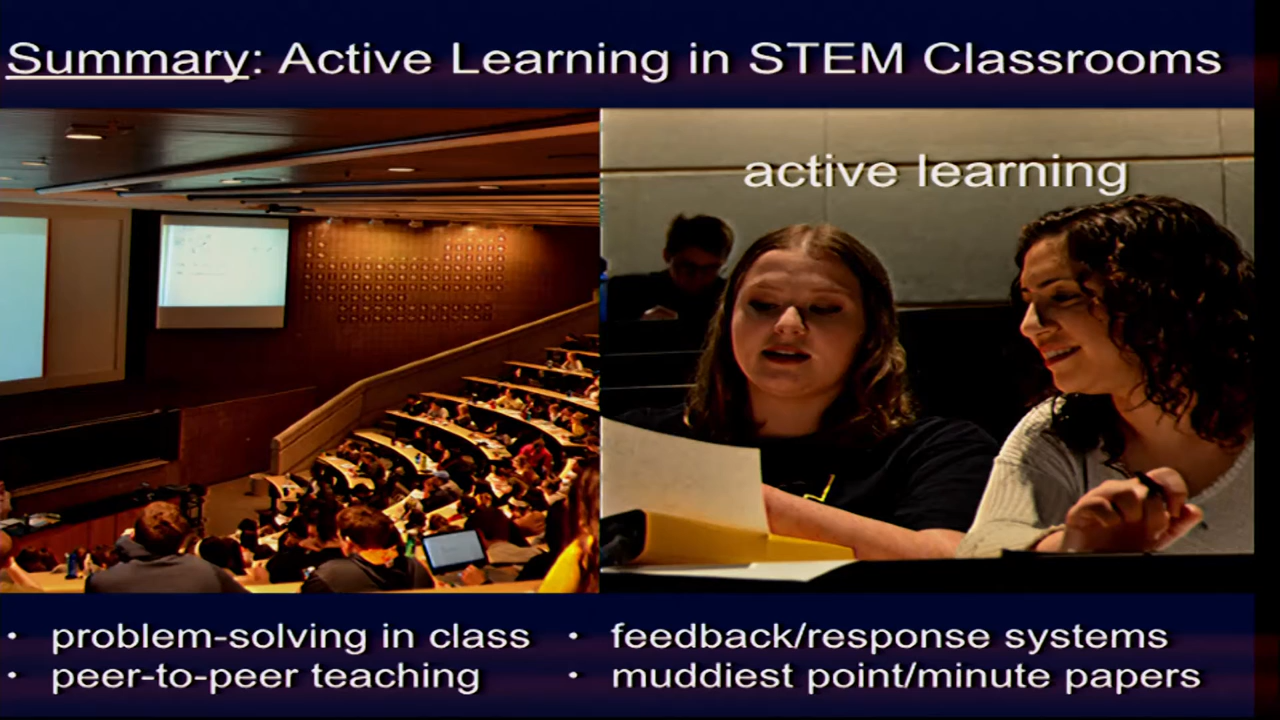 Summary: Active Learning in STEM Classrooms
active learning
• problem-solving in class
• peer-to-peer teaching
• feedback/response systems
• muddiest point/minute papers